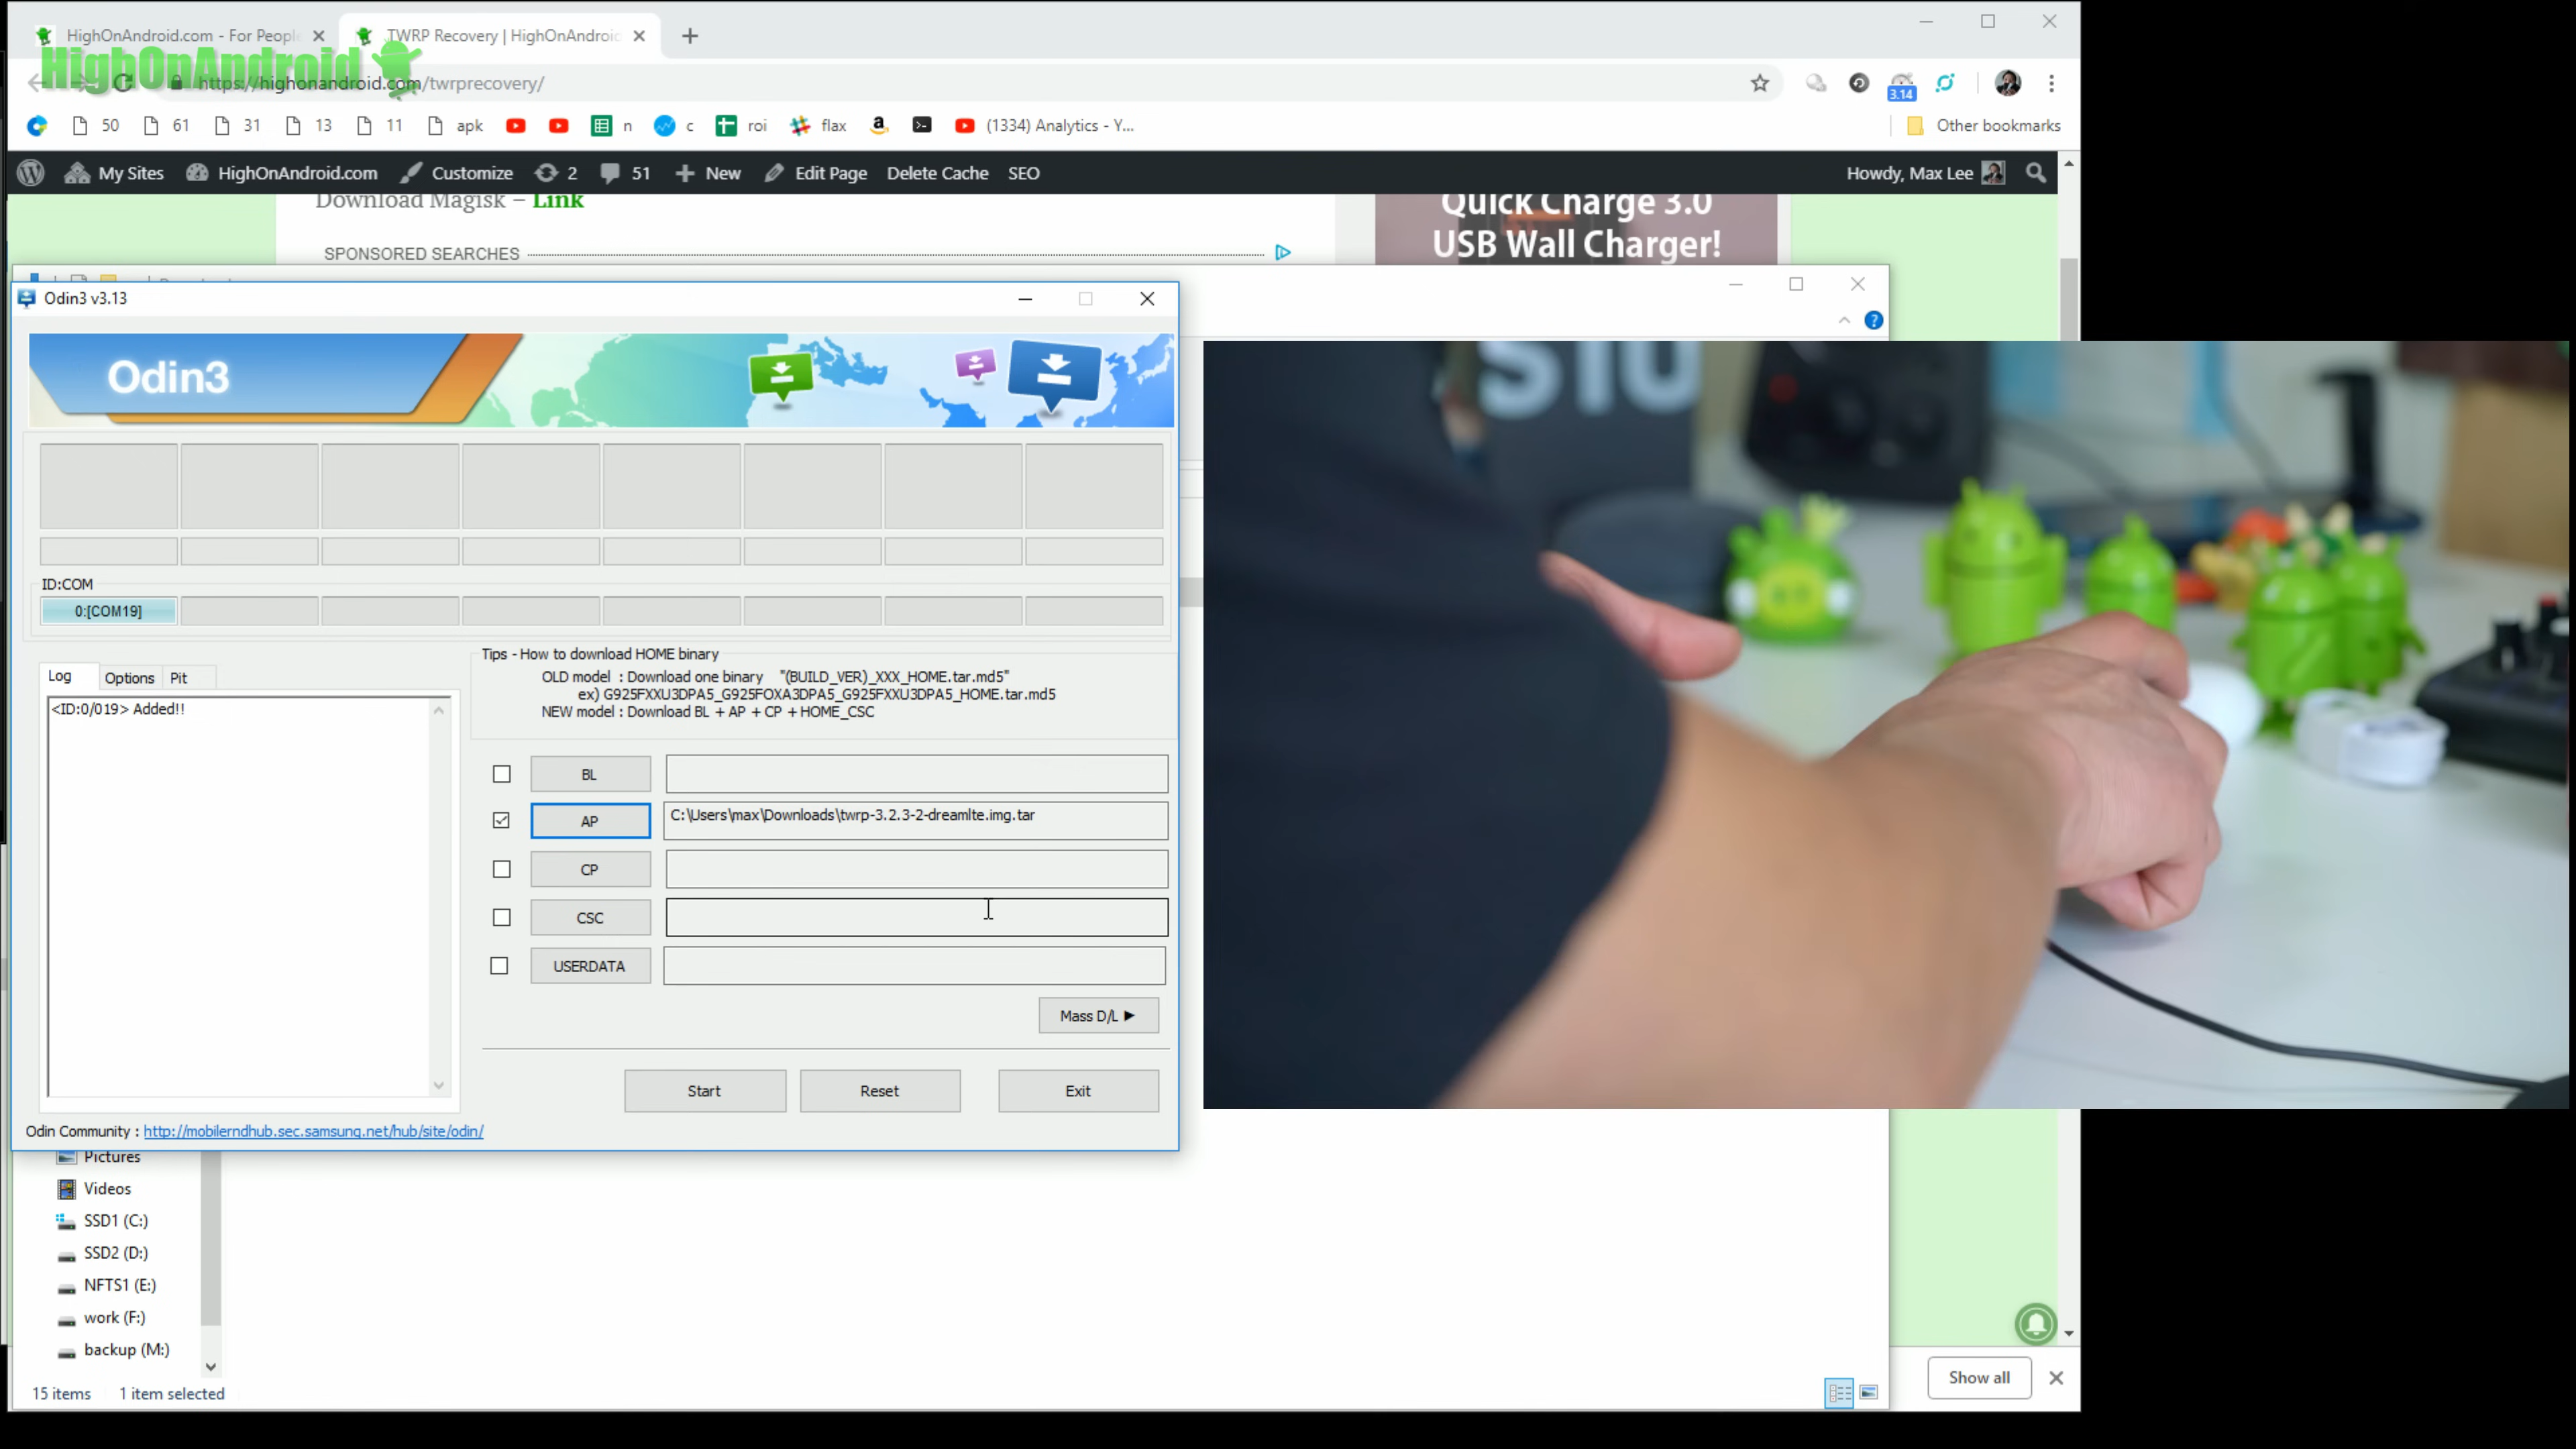 HighOnAndroid.com - For People
TWRP Recovery | HighOnAndroid
HighOnAndroid
https://highonandroid.com/twrprecovery/
3.14
50 61 31 13 11 apk n c roi flax (1334) Analytics - Y... Other bookmarks
My Sites HighOnAndroid.com Customize 2 51 New Edit Page Delete Cache SEO Howdy, Max Lee
Download Magisk – Link
SPONSORED SEARCHES
Quick Charge 3.0
USB Wall Charger!
Odin3 v3.13
Odin3
S10
ID:COM
0:[COM19]
Log Options Pit
<ID:0/019> Added!!
Tips - How to download HOME binary
OLD model : Download one binary "(BUILD_VER)_XXX_HOME.tar.md5"
ex) G925FXXU3DPA5_G925FOXA3DPA5_G925FXXU3DPA5_HOME.tar.md5
NEW model : Download BL + AP + CP + HOME_CSC
BL
AP C:\Users\max\Downloads\twrp-3.2.3-2-dreamlte.img.tar
CP
CSC
USERDATA
Mass D/L
Start Reset Exit
Odin Community : http://mobilerndhub.sec.samsung.net/hub/site/odin/
Pictures
Videos
SSD1 (C:)
SSD2 (D:)
NFTS1 (E:)
work (F:)
backup (M:)
15 items 1 item selected
Show all